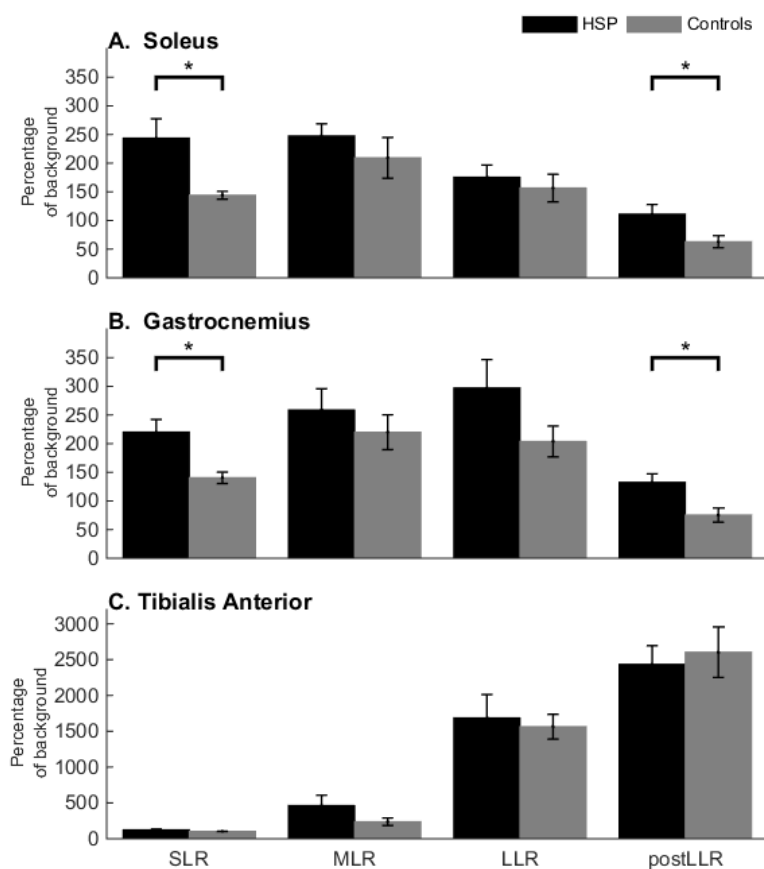 HSP Controls
A. Soleus
* *
350
300
250
200
150
100
50
0
Percentage
of background
B. Gastrocnemius
* *
350
300
250
200
150
100
50
0
Percentage
of background
C. Tibialis Anterior
3000
2500
2000
1500
1000
500
0
Percentage
of background
SLR MLR LLR postLLR